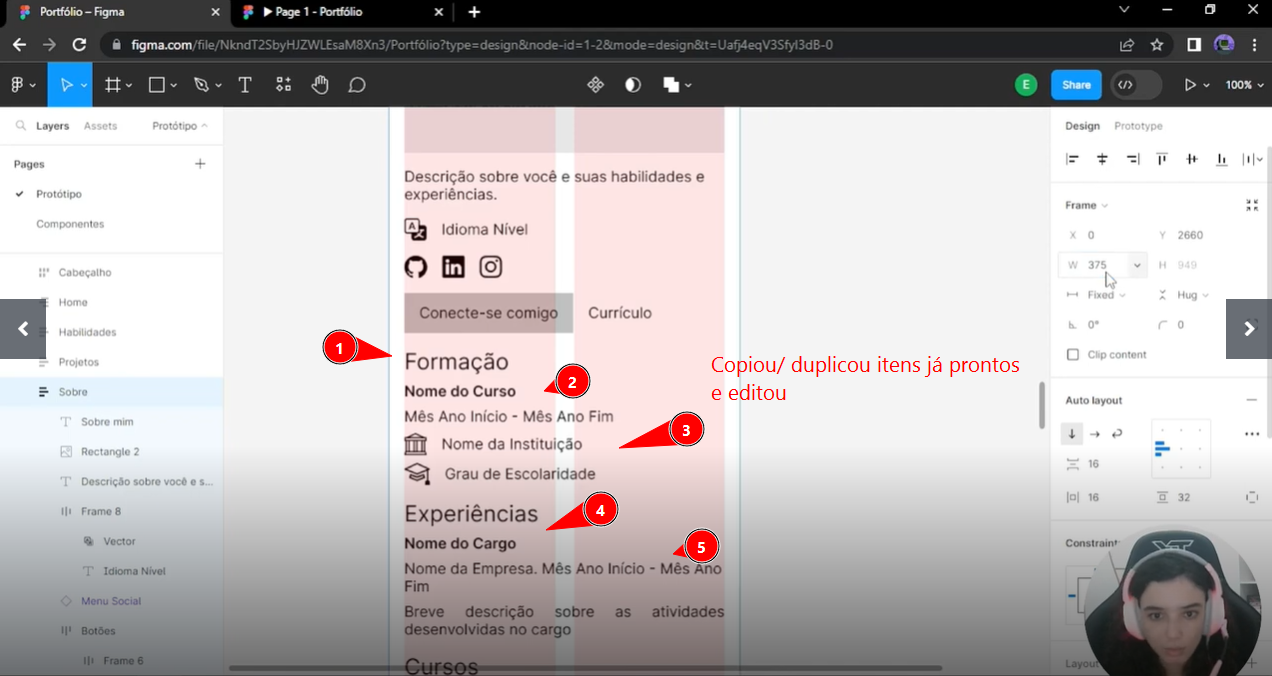 Portfólio – Figma
▶ Page 1 - Portfólio
figma.com/file/NkndT2SbyHJZWLEsaM8Xn3/Portfólio?type=design&node-id=1-2&mode=design&t=Uafj4eqV3SfyI3dB-0
E
Share
100%
Layers
Assets
Protótipo
Pages
Protótipo
Componentes
Cabeçalho
Home
Habilidades
Projetos
Sobre
Sobre mim
Rectangle 2
Descrição sobre você e s...
Frame 8
Vector
Idioma Nível
Menu Social
Botões
Frame 6
Descrição sobre você e suas habilidades e
experiências.
Idioma Nível
Conecte-se comigo
Currículo
1
Formação
Nome do Curso
2
Mês Ano Início - Mês Ano Fim
Nome da Instituição
3
Grau de Escolaridade
Experiências
4
Nome do Cargo
5
Nome da Empresa. Mês Ano Início - Mês Ano
Fim
Breve descrição sobre as atividades
desenvolvidas no cargo
Cursos
Copiou/ duplicou itens já prontos
e editou
Design
Prototype
Frame
X 0
Y 2660
W 375
H 949
Fixed
Hug
0°
0
Clip content
Auto layout
16
16
32
Layou